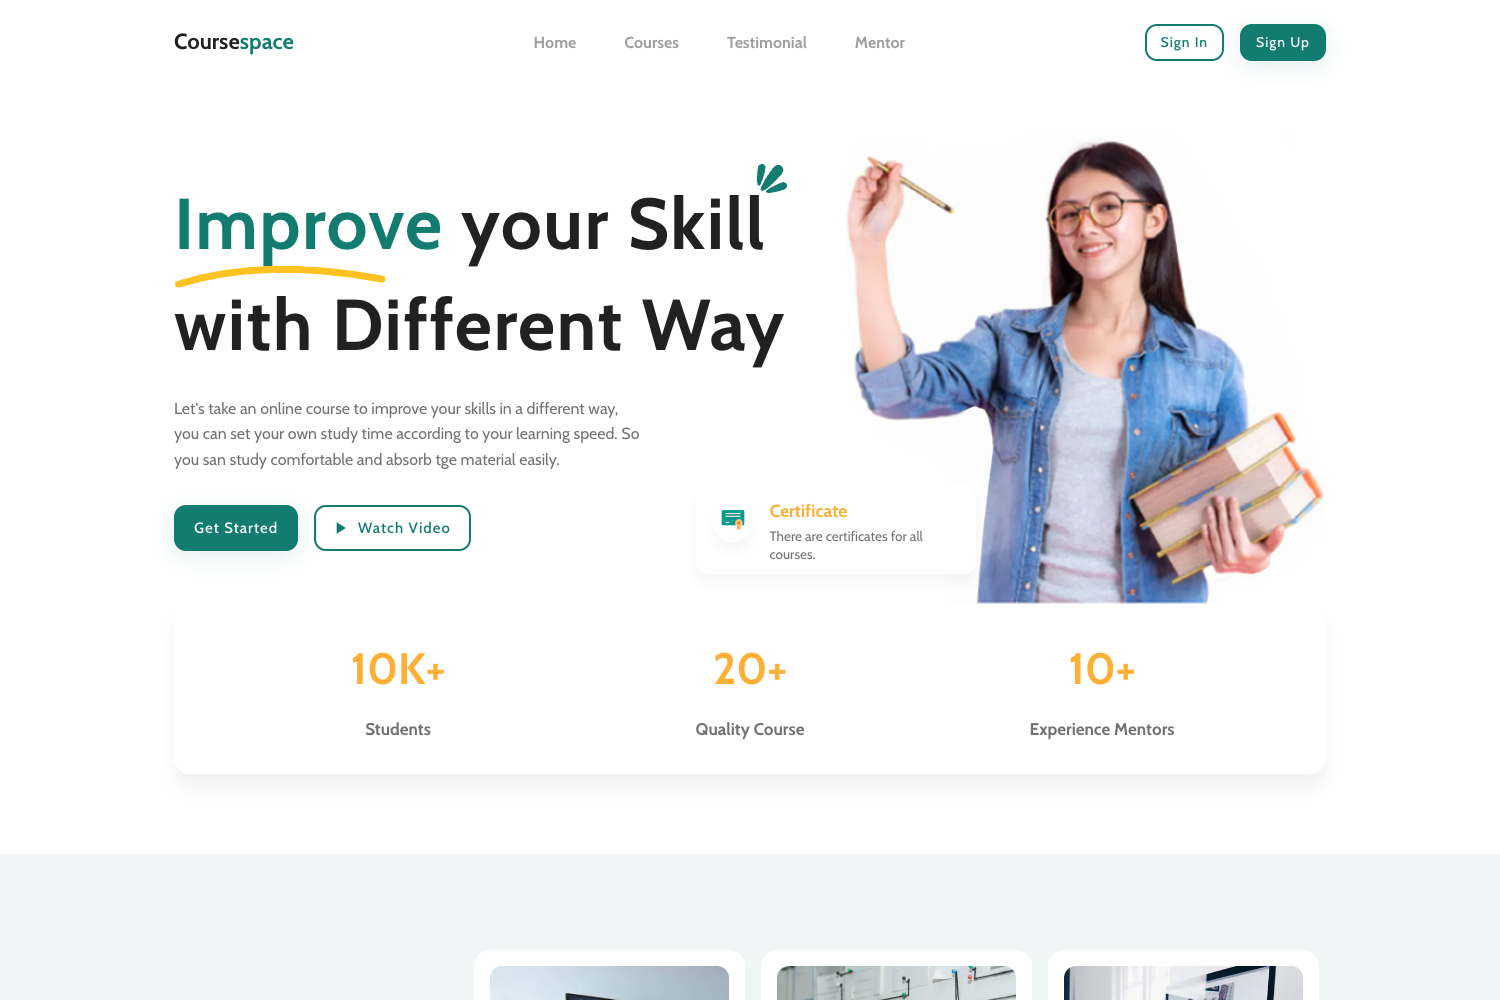 Coursespace
Home
Courses
Testimonial
Mentor
Sign In
Sign Up
Improve your Skill
with Different Way
Let's take an online course to improve your skills in a different way,
you can set your own study time according to your learning speed. So
you san study comfortable and absorb tge material easily.
Get Started
Watch Video
Certificate
There are certificates for all
courses.
10K+
Students
20+
Quality Course
10+
Experience Mentors